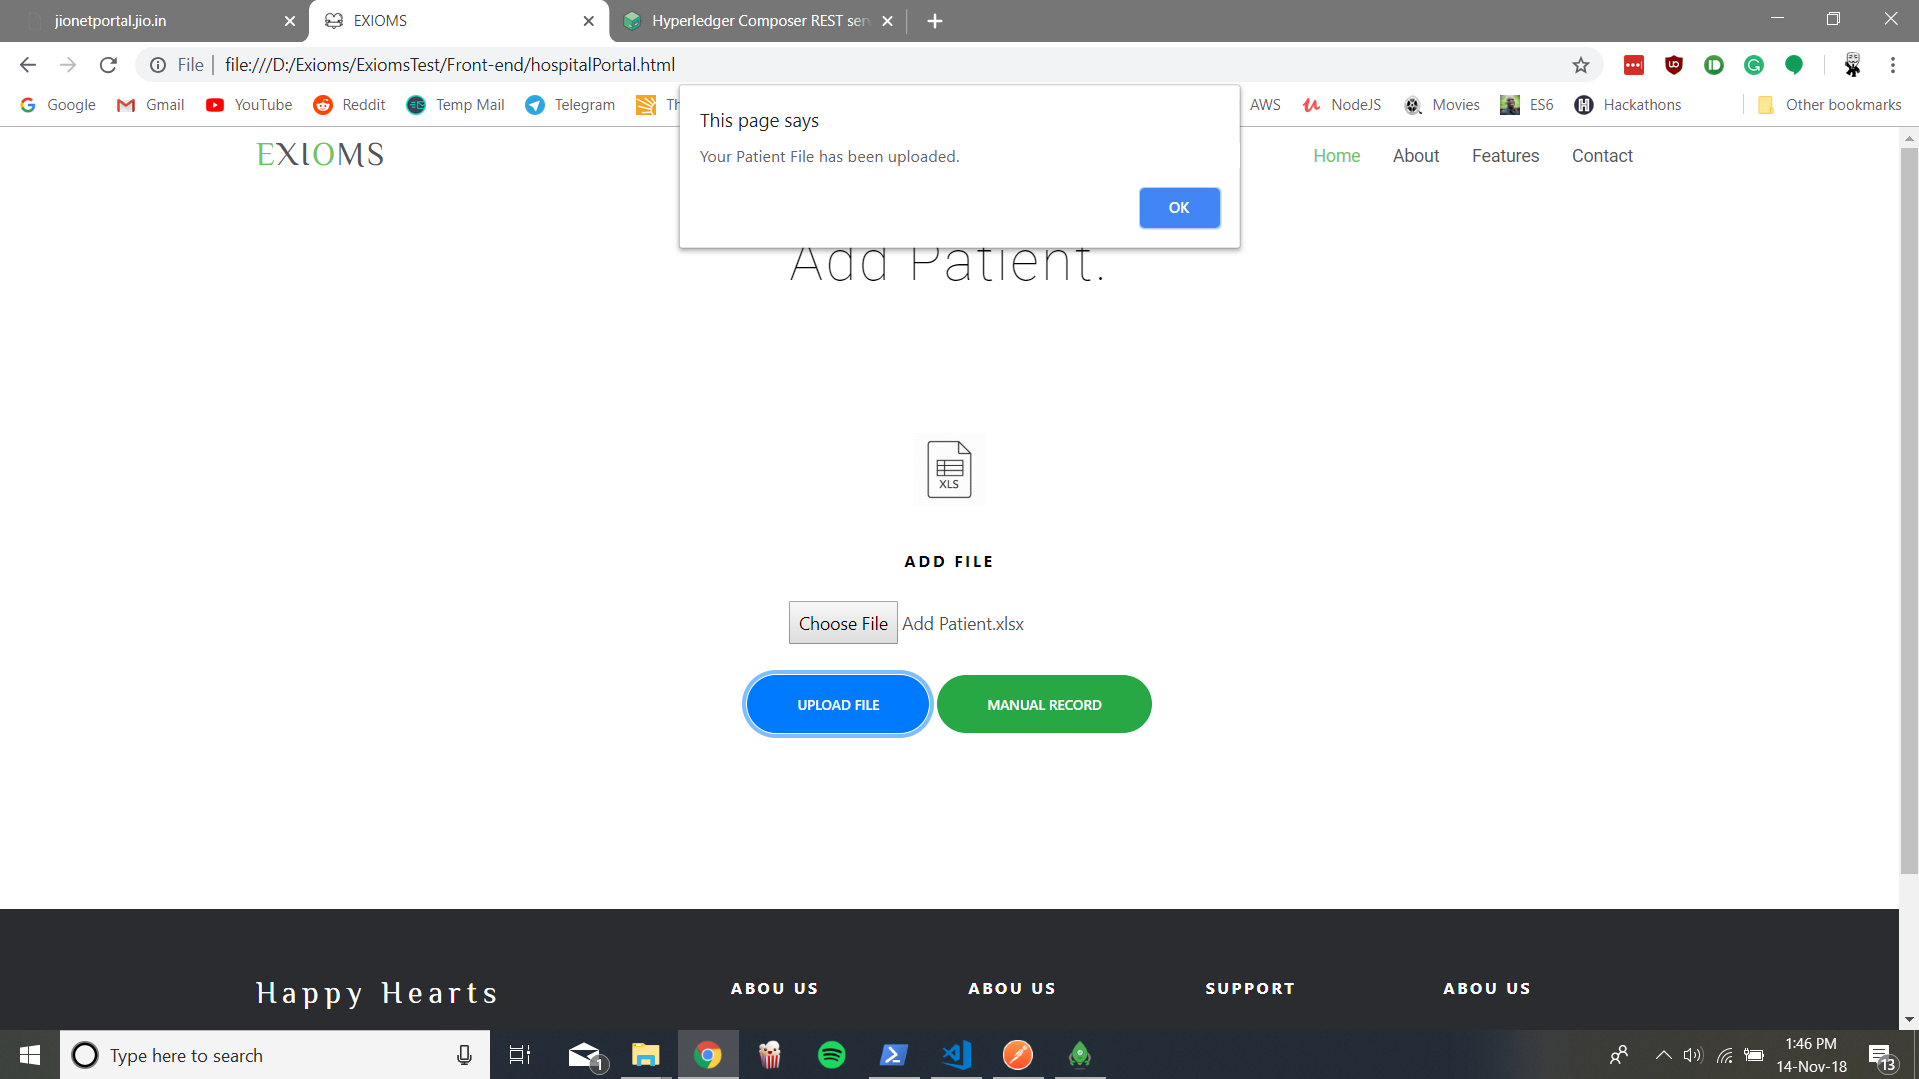 jionetportal.jio.in
EXIOMS
Hyperledger Composer REST ser
File
file:///D:/Exioms/ExiomsTest/Front-end/hospitalPortal.html
Google
Gmail
YouTube
Reddit
Temp Mail
Telegram
AWS
NodeJS
Movies
ES6
Hackathons
Other bookmarks
This page says
Your Patient File has been uploaded.
OK
EXIOMS
Home
About
Features
Contact
Add Patient.
XLS
ADD FILE
Choose File
Add Patient.xlsx
UPLOAD FILE
MANUAL RECORD
Happy Hearts
ABOU US
ABOU US
SUPPORT
ABOU US
Type here to search
1
1:46 PM
14-Nov-18
13